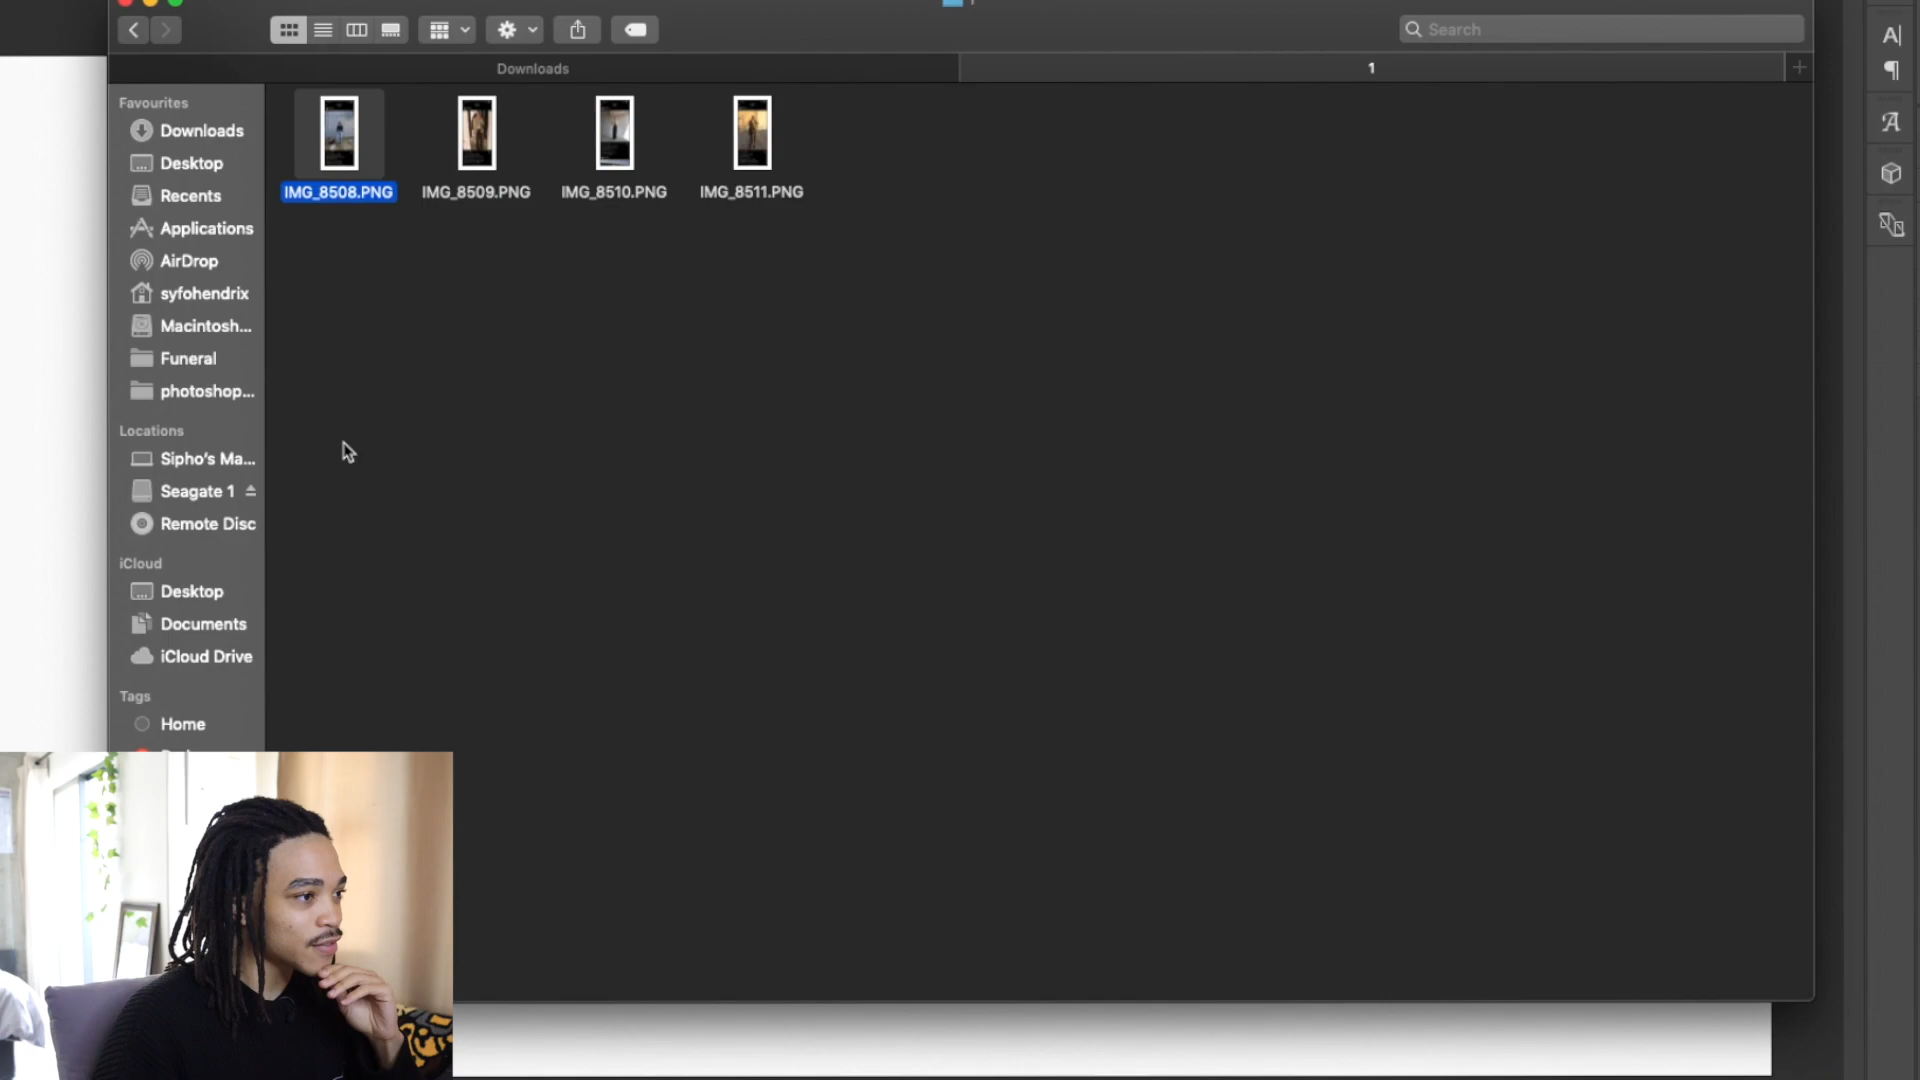 Search
Downloads
1
Favourites
Downloads
Desktop
Recents
Applications
AirDrop
syfohendrix
Macintosh...
Funeral
photoshop...
Locations
Sipho's Ma...
Seagate 1
Remote Disc
iCloud
Desktop
Documents
iCloud Drive
Tags
Home
IMG_8508.PNG
IMG_8509.PNG
IMG_8510.PNG
IMG_8511.PNG